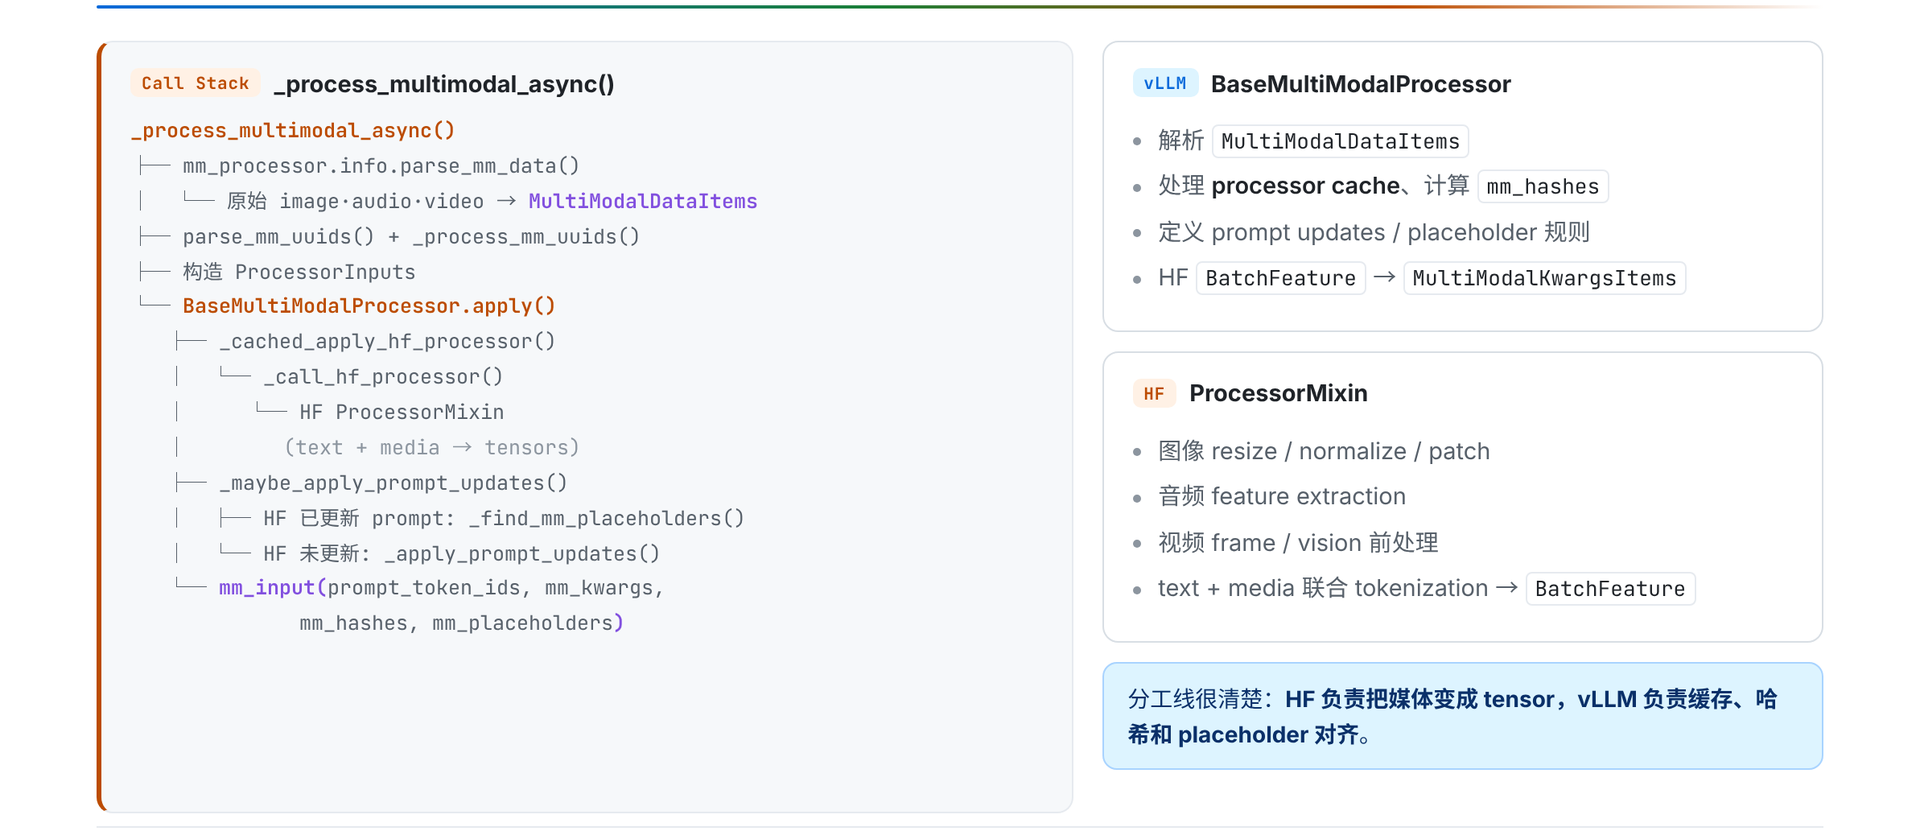 Call Stack _process_multimodal_async()
_process_multimodal_async()
├── mm_processor.info.parse_mm_data()
│   └── 原始 image·audio·video → MultiModalDataItems
├── parse_mm_uuids() + _process_mm_uuids()
├── 构造 ProcessorInputs
└── BaseMultiModalProcessor.apply()
    ├── _cached_apply_hf_processor()
    │   └── _call_hf_processor()
    │       └── HF ProcessorMixin
    │           (text + media → tensors)
    ├── _maybe_apply_prompt_updates()
    │   ├── HF 已更新 prompt: _find_mm_placeholders()
    │   └── HF 未更新: _apply_prompt_updates()
    └── mm_input(prompt_token_ids, mm_kwargs,
                 mm_hashes, mm_placeholders)
vLLM BaseMultiModalProcessor
• 解析 MultiModalDataItems
• 处理 processor cache、计算 mm_hashes
• 定义 prompt updates / placeholder 规则
• HF BatchFeature → MultiModalKwargsItems
HF ProcessorMixin
• 图像 resize / normalize / patch
• 音频 feature extraction
• 视频 frame / vision 前处理
• text + media 联合 tokenization → BatchFeature
分工线很清楚：HF 负责把媒体变成 tensor，vLLM 负责缓存、哈
希和 placeholder 对齐。